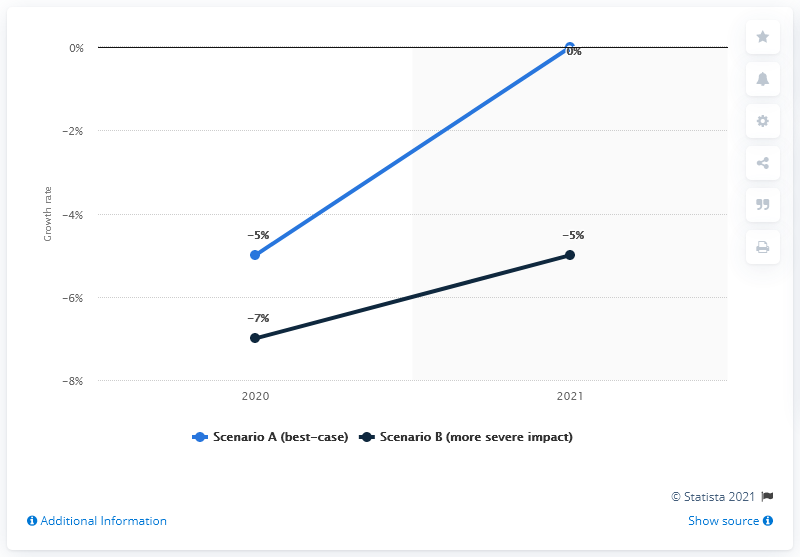 0%
0%
−2%
−4%
−6%
−8%
Growth rate
−5%
−5%
−7%
2020
2021
Scenario A (best−case)
Scenario B (more severe impact)
© Statista 2021
Additional Information
Show source